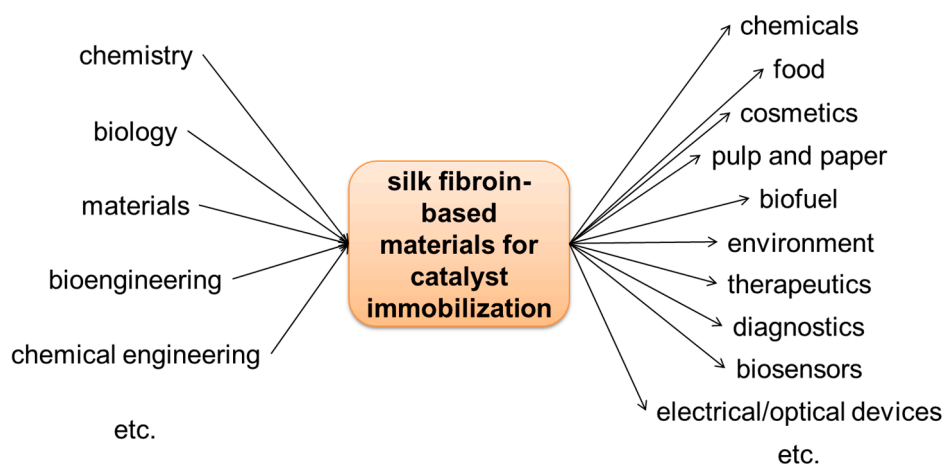 chemistry
biology
materials
bioengineering
chemical engineering
etc.
silk fibroin-
based
materials for
catalyst
immobilization
chemicals
food
cosmetics
pulp and paper
biofuel
environment
therapeutics
diagnostics
biosensors
electrical/optical devices
etc.